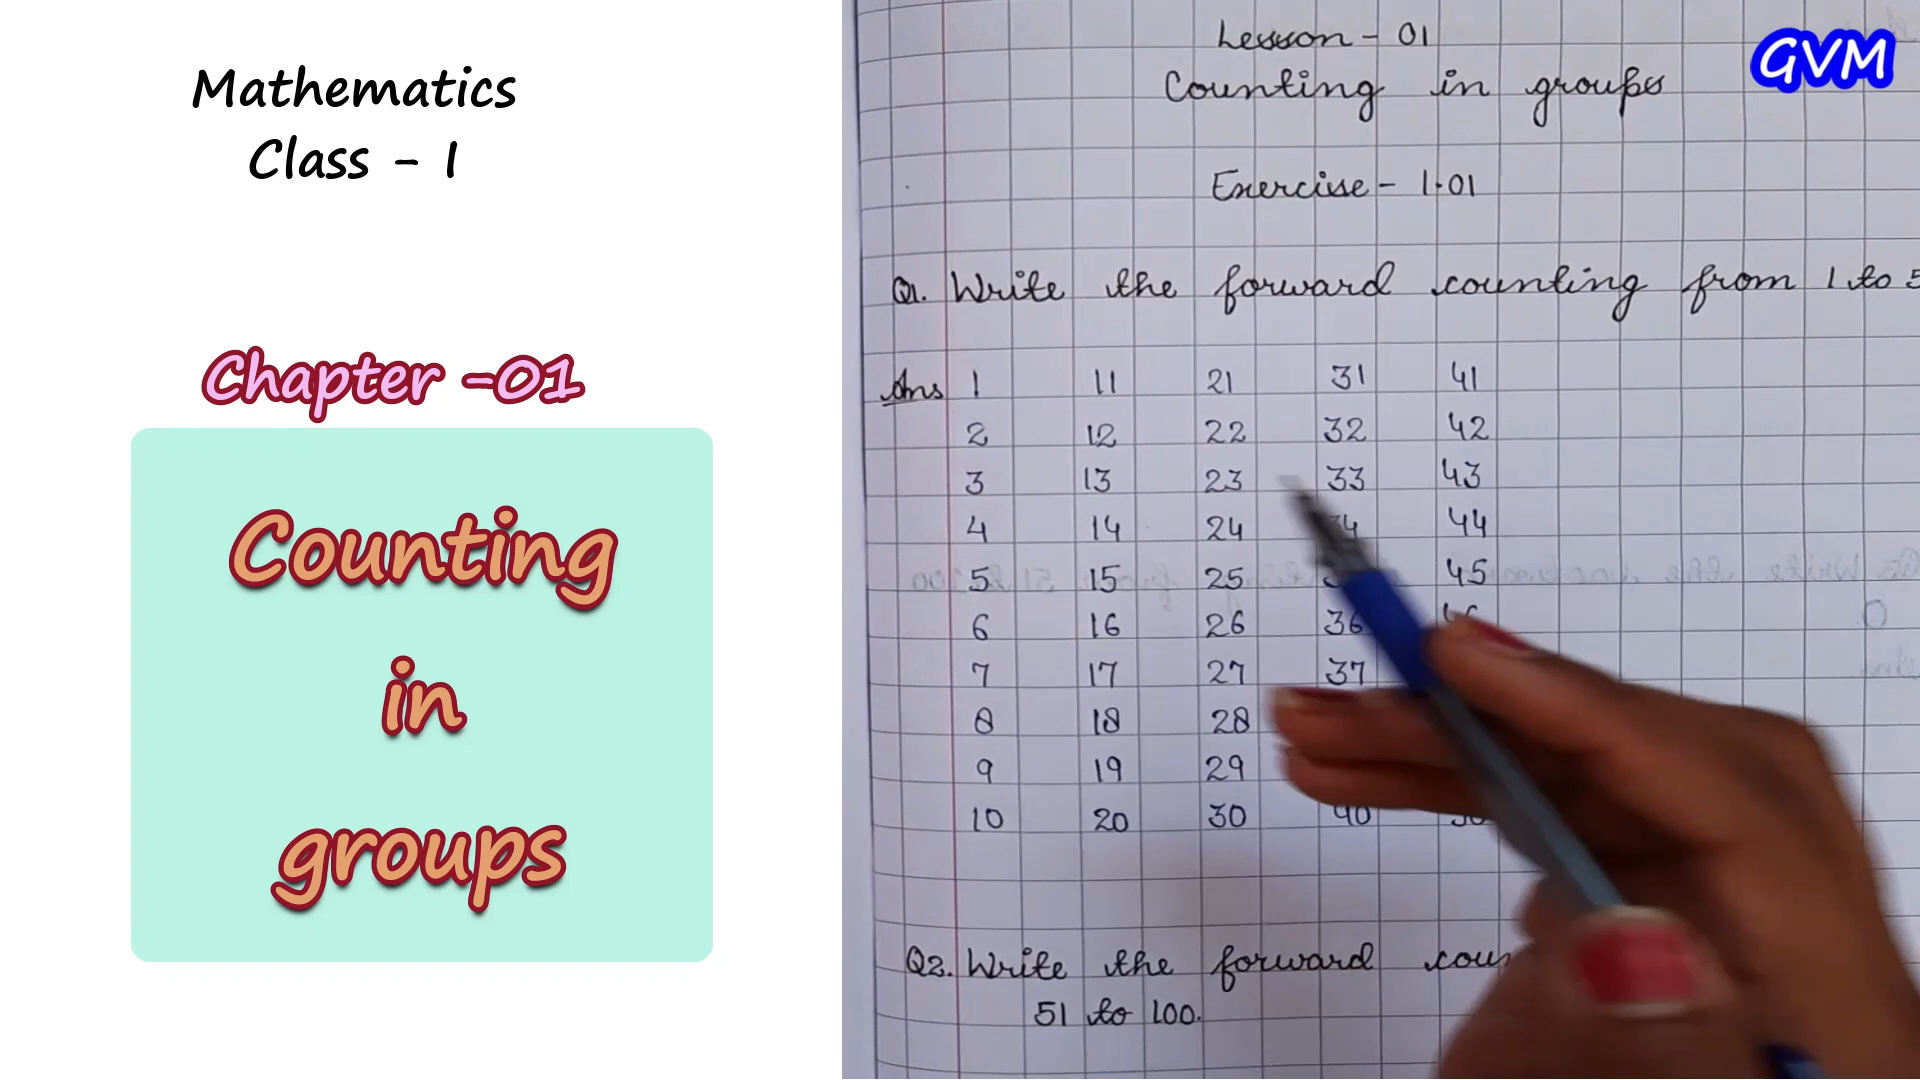 Mathematics
Class - I
Chapter -01
Counting
in
groups
GVM
Lesson - 01
Counting in groups
Exercise - 1.01
Q1. Write the forward counting from 1 to
Ans 1 11 21 31 41
2 12 22 32 42
3 13 23 33 43
4 14 24 34 44
5 15 25 45
6 16 26 36
7 17 27 37
8 18 28
9 19 29
10 20 30 40
Q2. Write the forward
51 to 100.